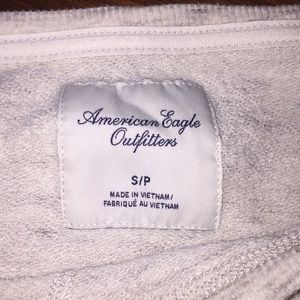 American Eagle
Outfitters
S/P
MADE IN VIETNAM/
FABRIQUÉ AU VIETNAM